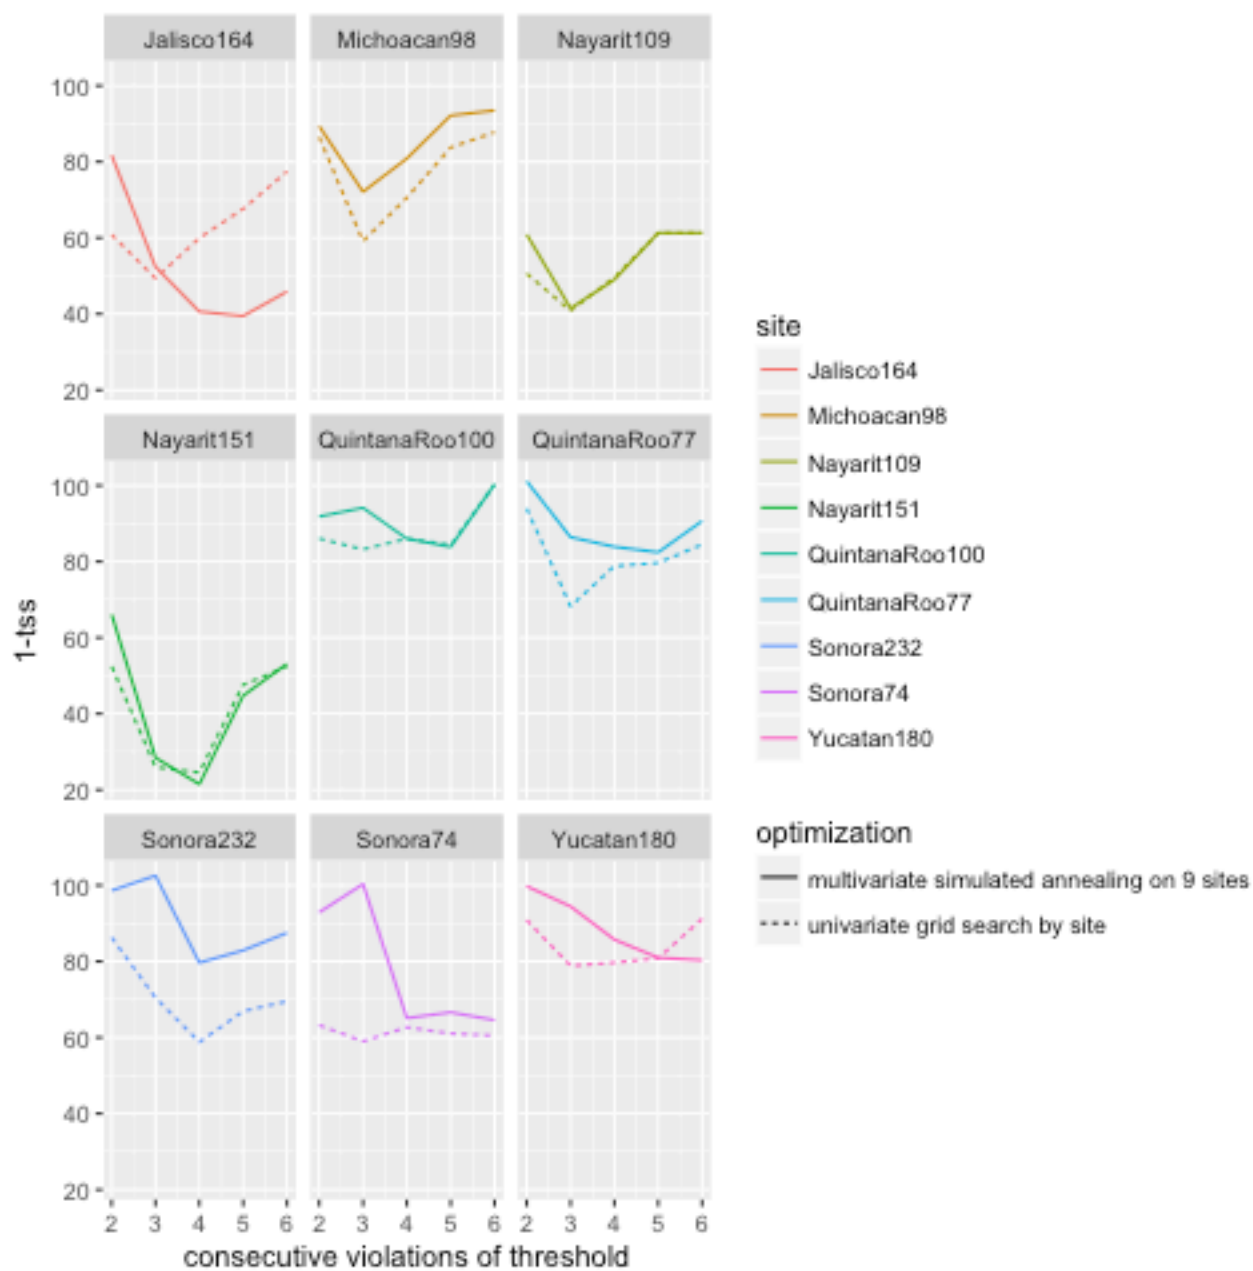 Jalisco164 Michoacan98 Nayarit109
100
80
60
40
20
Nayarit151 QuintanaRoo100 QuintanaRoo77
100
80
60
40
20
Sonora232 Sonora74 Yucatan180
100
80
60
40
20
2 3 4 5 6 2 3 4 5 6 2 3 4 5 6
consecutive violations of threshold
1-tss
site
Jalisco164
Michoacan98
Nayarit109
Nayarit151
QuintanaRoo100
QuintanaRoo77
Sonora232
Sonora74
Yucatan180
optimization
multivariate simulated annealing on 9 sites
univariate grid search by site